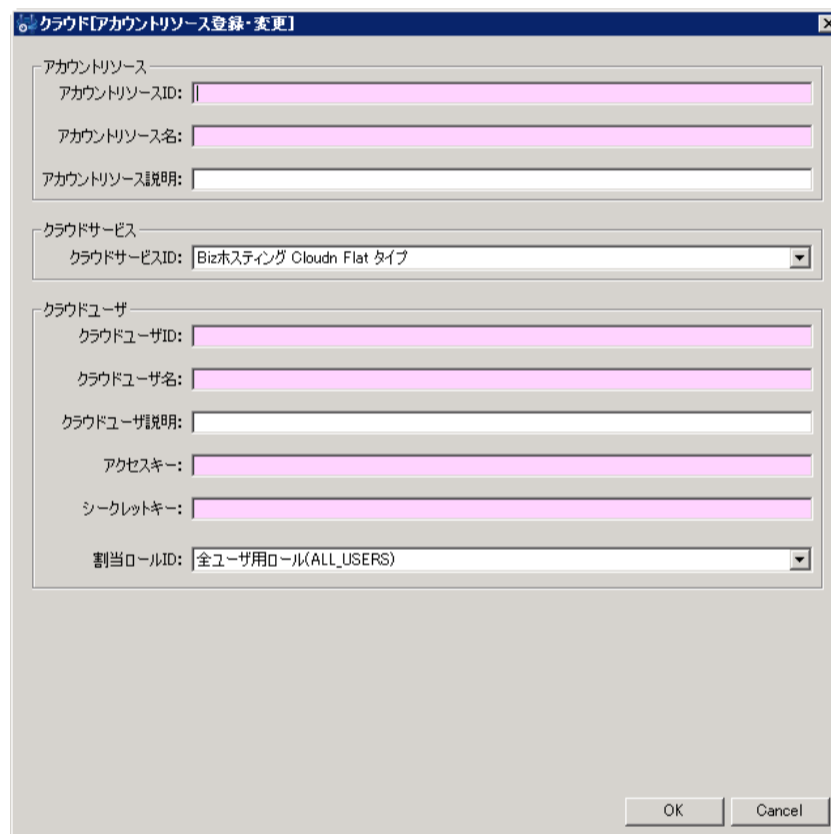 クラウド[アカウントリソース登録・変更]
アカウントリソース
アカウントリソースID:
アカウントリソース名:
アカウントリソース説明:
クラウドサービス
クラウドサービスID: Bizホスティング Cloudn Flat タイプ
クラウドユーザ
クラウドユーザID:
クラウドユーザ名:
クラウドユーザ説明:
アクセスキー:
シークレットキー:
割当ロールID: 全ユーザ用ロール(ALL_USERS)
OK Cancel